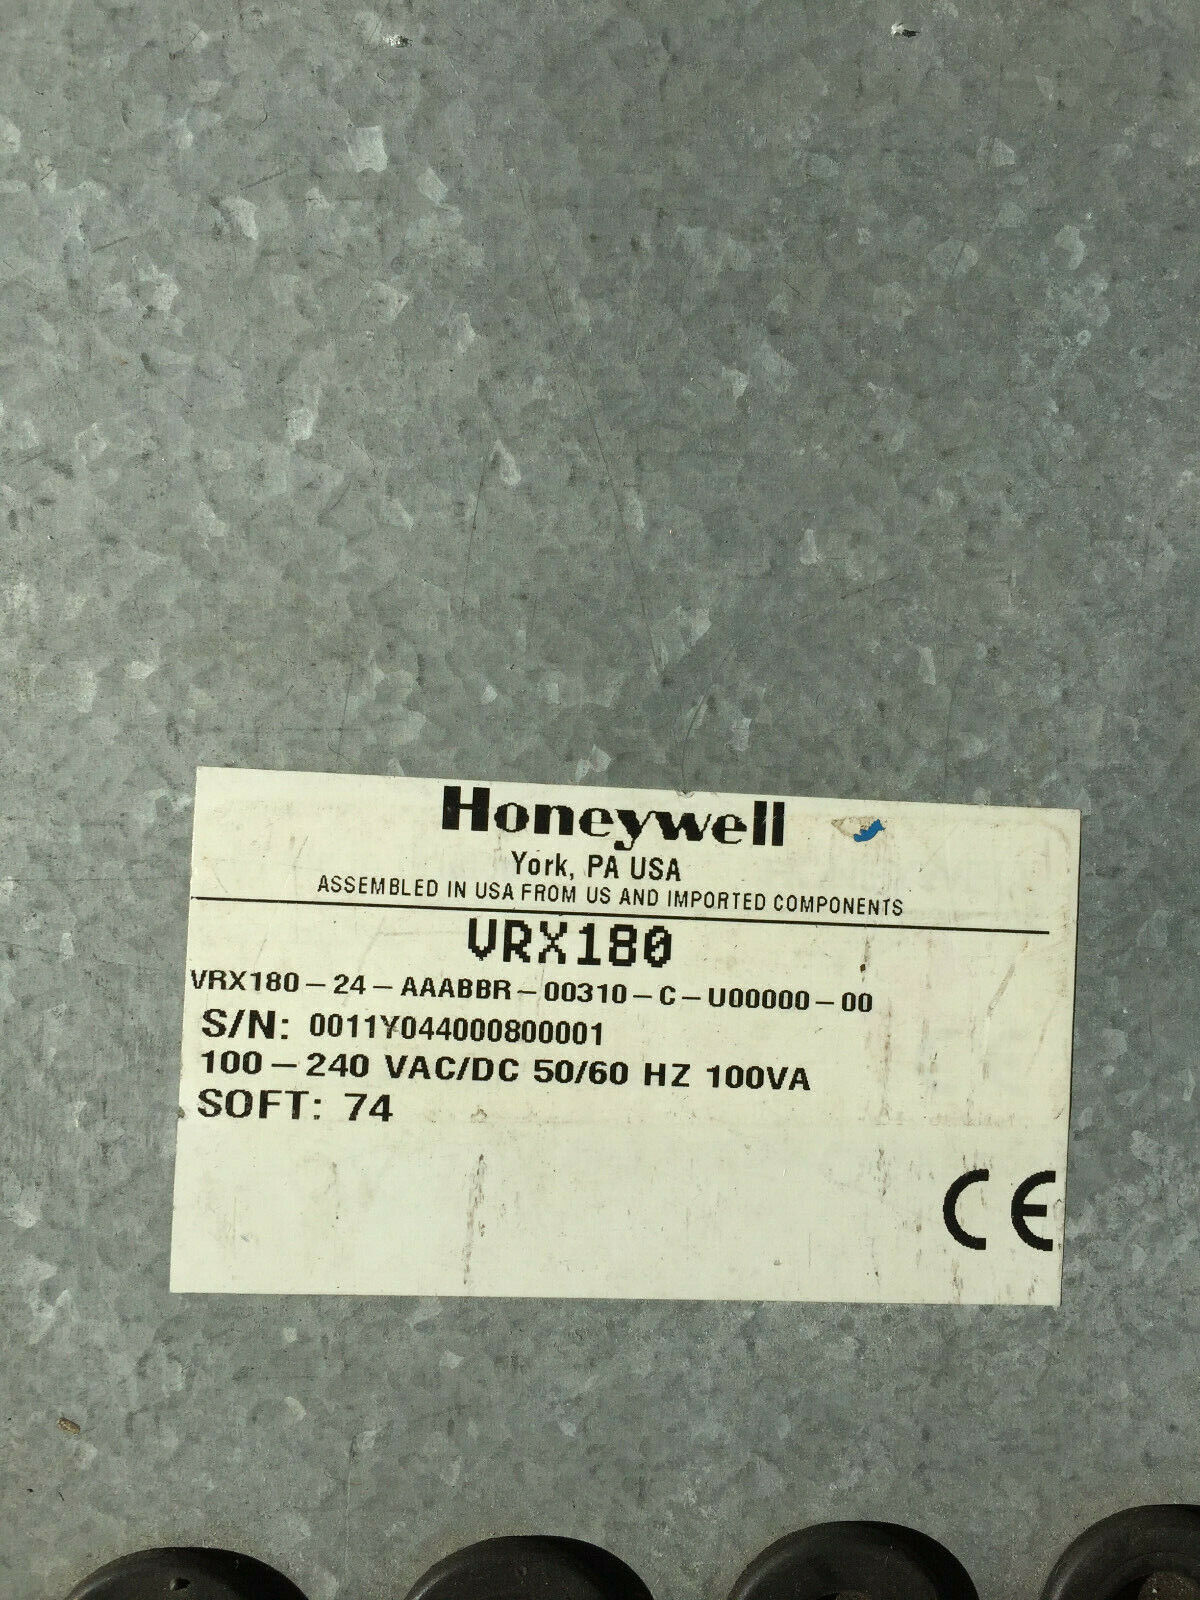 Honeywell
York, PA USA
ASSEMBLED IN USA FROM US AND IMPORTED COMPONENTS
VRX180
VRX180-24-AAABBR-00310-C-U00000-00
S/N: 0011Y044000800001
100-240 VAC/DC 50/60 HZ 100VA
SOFT: 74
CE